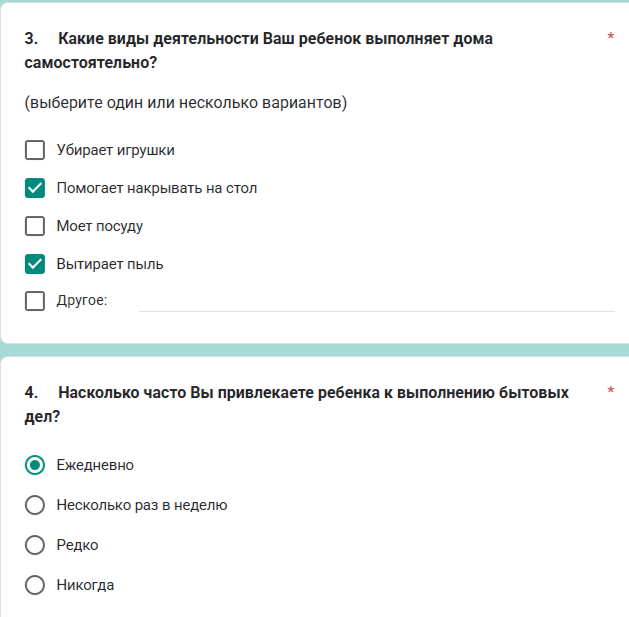 3. Какие виды деятельности Ваш ребенок выполняет дома *
самостоятельно?
(выберите один или несколько вариантов)
Убирает игрушки
Помогает накрывать на стол
Моет посуду
Вытирает пыль
Другое:
4. Насколько часто Вы привлекаете ребенка к выполнению бытовых *
дел?
Ежедневно
Несколько раз в неделю
Редко
Никогда